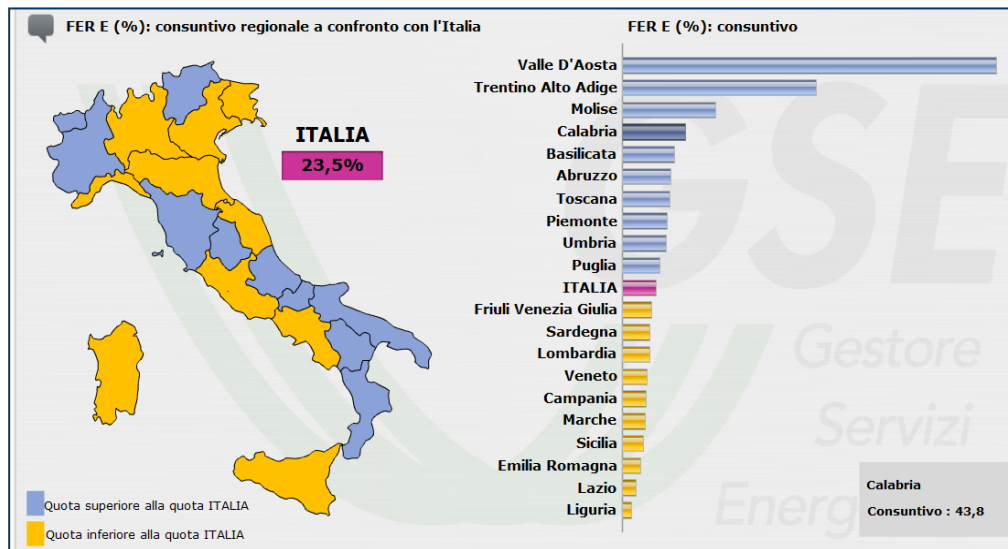 FER E (%): consuntivo regionale a confronto con l'Italia
FER E (%): consuntivo
ITALIA
23,5%
Valle D'Aosta
Trentino Alto Adige
Molise
Calabria
Basilicata
Abruzzo
Toscana
Piemonte
Umbria
Puglia
ITALIA
Friuli Venezia Giulia
Sardegna
Lombardia
Veneto
Campania
Marche
Sicilia
Emilia Romagna
Lazio
Liguria
GSE
Gestore
Servizi
Energ
Calabria
Consuntivo : 43,8
Quota superiore alla quota ITALIA
Quota inferiore alla quota ITALIA